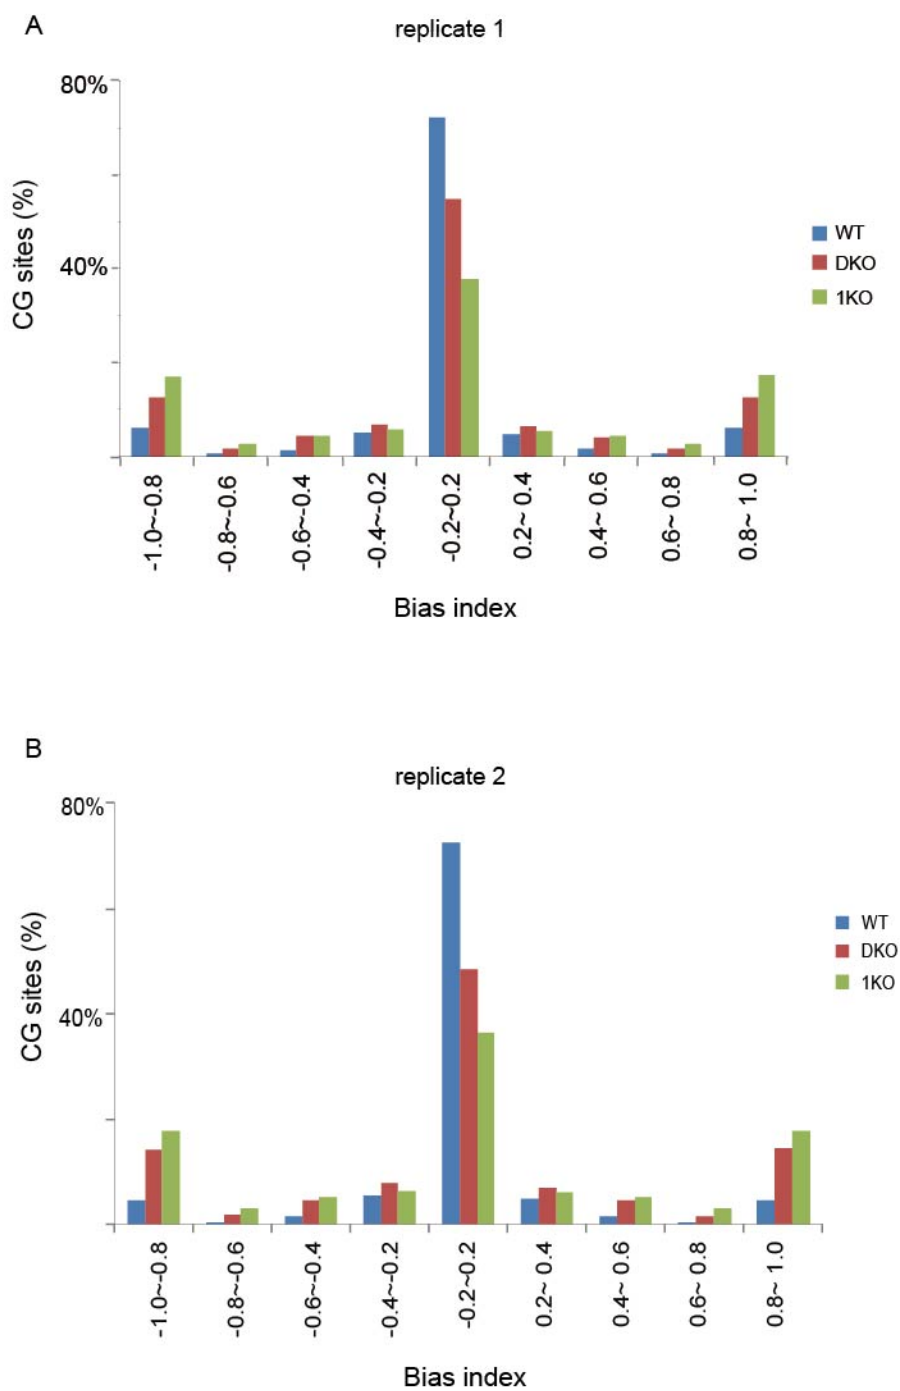 A
replicate 1
80%
40%
CG sites (%)
WT
DKO
1KO
-1.0~-0.8
-0.8~-0.6
-0.6~-0.4
-0.4~-0.2
-0.2~0.2
0.2~ 0.4
0.4~ 0.6
0.6~ 0.8
0.8~ 1.0
Bias index
B
replicate 2
80%
40%
CG sites (%)
WT
DKO
1KO
-1.0~-0.8
-0.8~-0.6
-0.6~-0.4
-0.4~-0.2
-0.2~0.2
0.2~ 0.4
0.4~ 0.6
0.6~ 0.8
0.8~ 1.0
Bias index